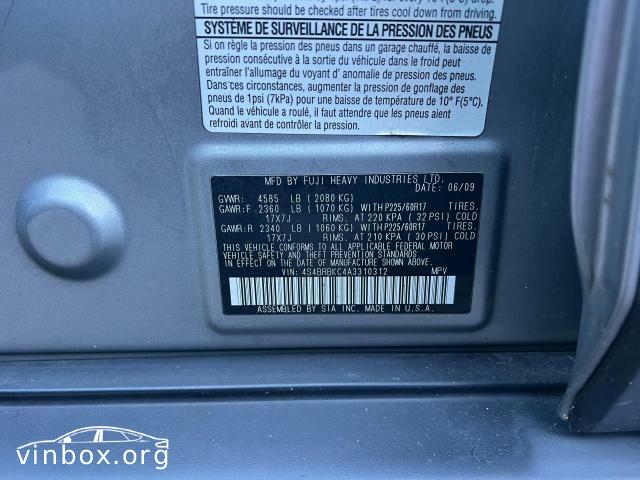 Tire pressure should be checked after tires cool down from driving.
SYSTÈME DE SURVEILLANCE DE LA PRESSION DES PNEUS
Si on règle la pression des pneus dans un garage chauffé, la baisse de
pression consécutive à la sortie du véhicule dans le froid peut
entraîner l'allumage du voyant d' anomalie de pression des pneus.
Dans ces circonstances, augmenter la pression de gonflage des
pneus de 1psi (7kPa) pour une baisse de température de 10° F(5°C).
Quand le véhicule a roulé, il faut attendre que les pneus aient
refroidi avant de contrôler la pression.
MFD BY FUJI HEAVY INDUSTRIES LTD.
DATE: 06/09
GVWR: 4585 LB (2080 KG)
GAWR:F 2360 LB (1070 KG) WITH P225/60R17 TIRES.
17X7J RIMS. AT 220 KPA (32 PSI) COLD
GAWR:R 2340 LB (1060 KG) WITH P225/60R17 TIRES.
17X7J RIMS. AT 210 KPA (30 PSI) COLD
THIS VEHICLE CONFORMS TO ALL APPLICABLE FEDERAL MOTOR
VEHICLE SAFETY AND THEFT PREVENTION STANDARDS
IN EFFECT ON THE DATE OF MANUFACTURE SHOWN ABOVE.
VIN: 4S4BRBKC4A3310312 MPV
ASSEMBLED BY SIA INC. MADE IN U.S.A.
vinbox.org